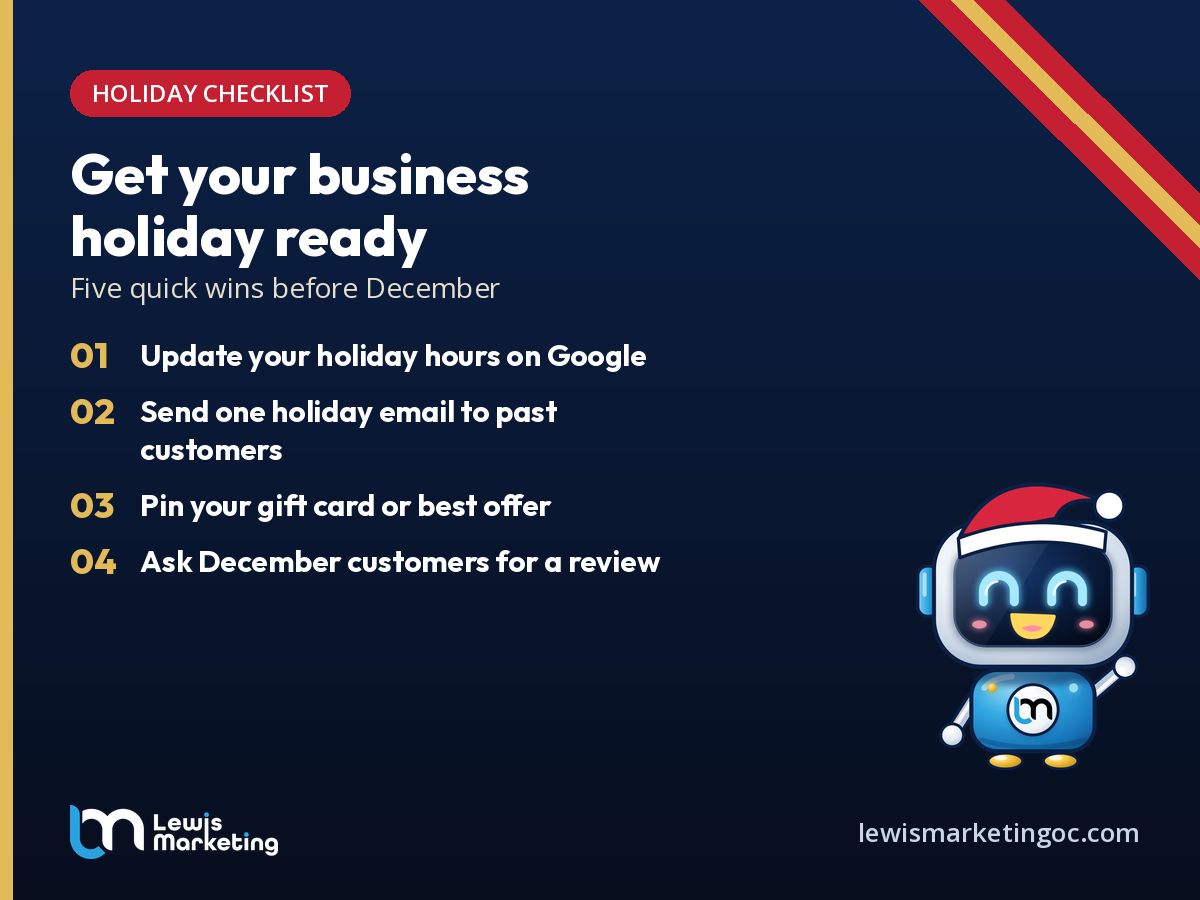 HOLIDAY CHECKLIST
Get your business
holiday ready
Five quick wins before December
01 Update your holiday hours on Google
02 Send one holiday email to past
customers
03 Pin your gift card or best offer
04 Ask December customers for a review
bm
bm Lewis
Marketing
lewismarketingoc.com